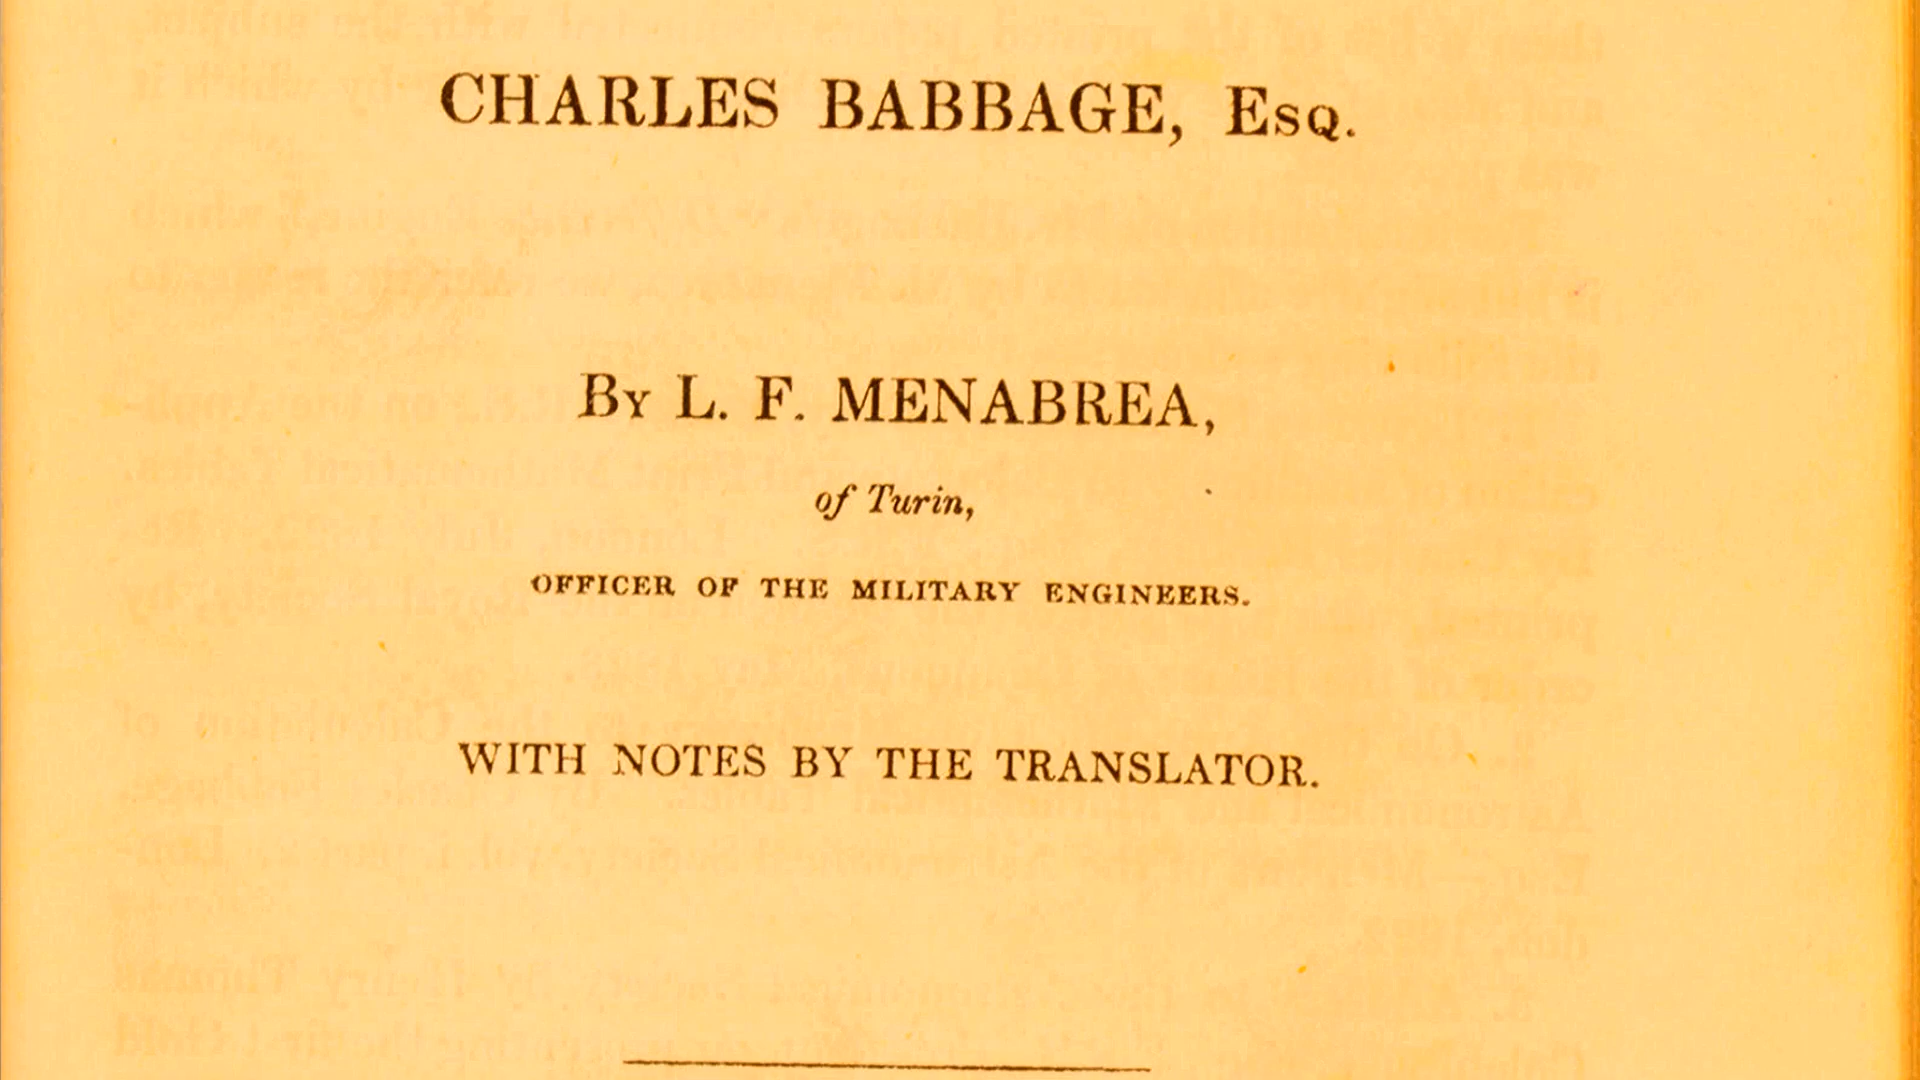 CHARLES BABBAGE, Esq.
By L. F. MENABREA,
of Turin,
OFFICER OF THE MILITARY ENGINEERS.
WITH NOTES BY THE TRANSLATOR.